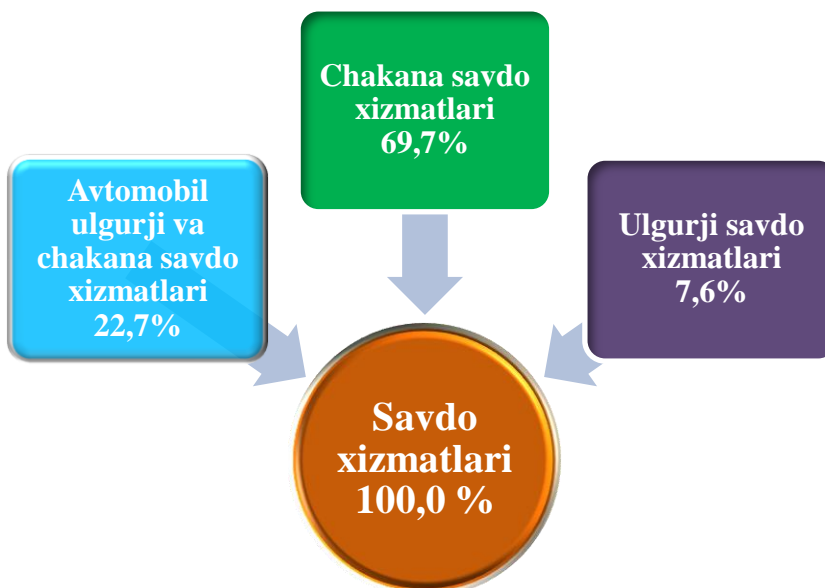 Chakana savdo
xizmatlari
69,7%
Avtomobil
ulgurji va
chakana savdo
xizmatlari
22,7%
Ulgurji savdo
xizmatlari
7,6%
Savdo
xizmatlari
100,0 %